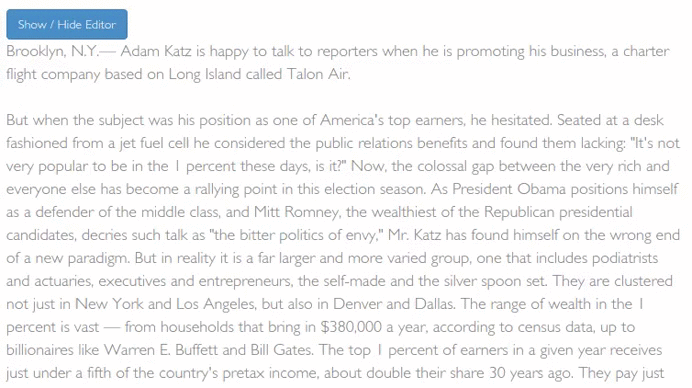 Show / Hide Editor
Brooklyn, N.Y.— Adam Katz is happy to talk to reporters when he is promoting his business, a charter
flight company based on Long Island called Talon Air.
But when the subject was his position as one of America's top earners, he hesitated. Seated at a desk
fashioned from a jet fuel cell he considered the public relations benefits and found them lacking: "It's not
very popular to be in the 1 percent these days, is it?" Now, the colossal gap between the very rich and
everyone else has become a rallying point in this election season. As President Obama positions himself
as a defender of the middle class, and Mitt Romney, the wealthiest of the Republican presidential
candidates, decries such talk as "the bitter politics of envy," Mr. Katz has found himself on the wrong end
of a new paradigm. But in reality it is a far larger and more varied group, one that includes podiatrists
and actuaries, executives and entrepreneurs, the self-made and the silver spoon set. They are clustered
not just in New York and Los Angeles, but also in Denver and Dallas. The range of wealth in the 1
percent is vast — from households that bring in $380,000 a year, according to census data, up to
billionaires like Warren E. Buffett and Bill Gates. The top 1 percent of earners in a given year receives
just under a fifth of the country's pretax income, about double their share 30 years ago. They pay just